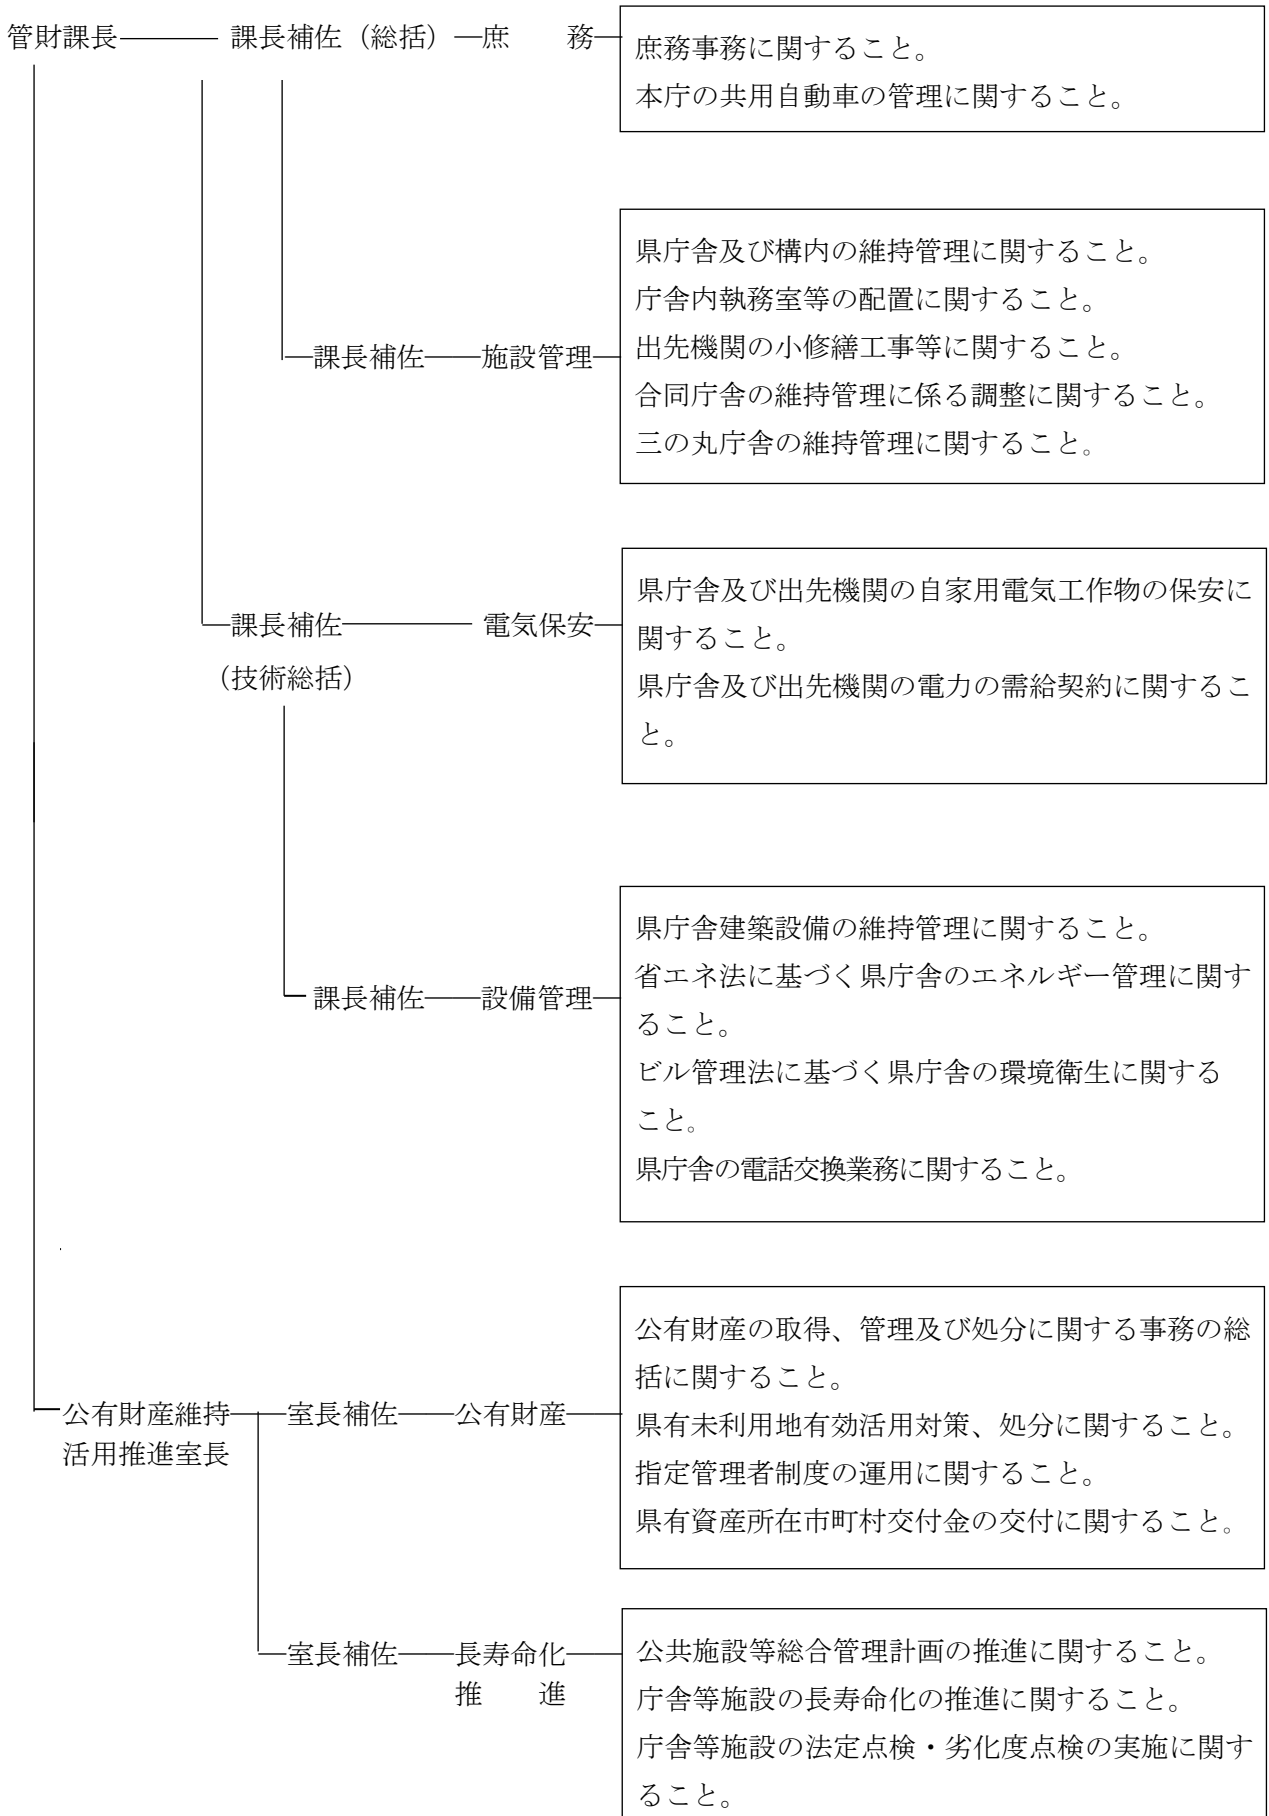 管財課長 課長補佐（総括） 庶　務
庶務事務に関すること。
本庁の共用自動車の管理に関すること。
県庁舎及び構内の維持管理に関すること。
庁舎内執務室等の配置に関すること。
課長補佐 施設管理
出先機関の小修繕工事等に関すること。
合同庁舎の維持管理に係る調整に関すること。
三の丸庁舎の維持管理に関すること。
課長補佐 電気保安
（技術総括）
県庁舎及び出先機関の自家用電気工作物の保安に
関すること。
県庁舎及び出先機関の電力の需給契約に関するこ
と。
課長補佐 設備管理
県庁舎建築設備の維持管理に関すること。
省エネ法に基づく県庁舎のエネルギー管理に関す
ること。
ビル管理法に基づく県庁舎の環境衛生に関する
こと。
県庁舎の電話交換業務に関すること。
公有財産維持
活用推進室長
室長補佐 公有財産
公有財産の取得、管理及び処分に関する事務の総
括に関すること。
県有未利用地有効活用対策、処分に関すること。
指定管理者制度の運用に関すること。
県有資産所在市町村交付金の交付に関すること。
室長補佐 長寿命化
推　進
公共施設等総合管理計画の推進に関すること。
庁舎等施設の長寿命化の推進に関すること。
庁舎等施設の法定点検・劣化度点検の実施に関す
ること。